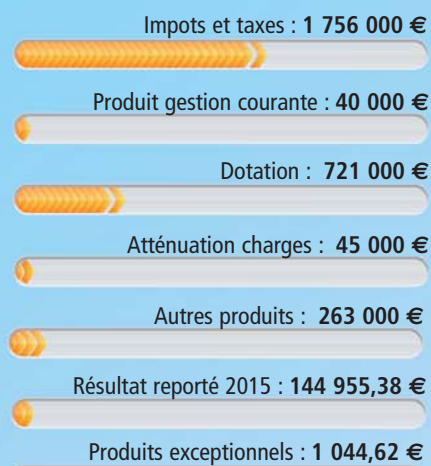 Impots et taxes : 1 756 000 €
Produit gestion courante : 40 000 €
Dotation : 721 000 €
Atténuation charges : 45 000 €
Autres produits : 263 000 €
Résultat reporté 2015 : 144 955,38 €
Produits exceptionnels : 1 044,62 €